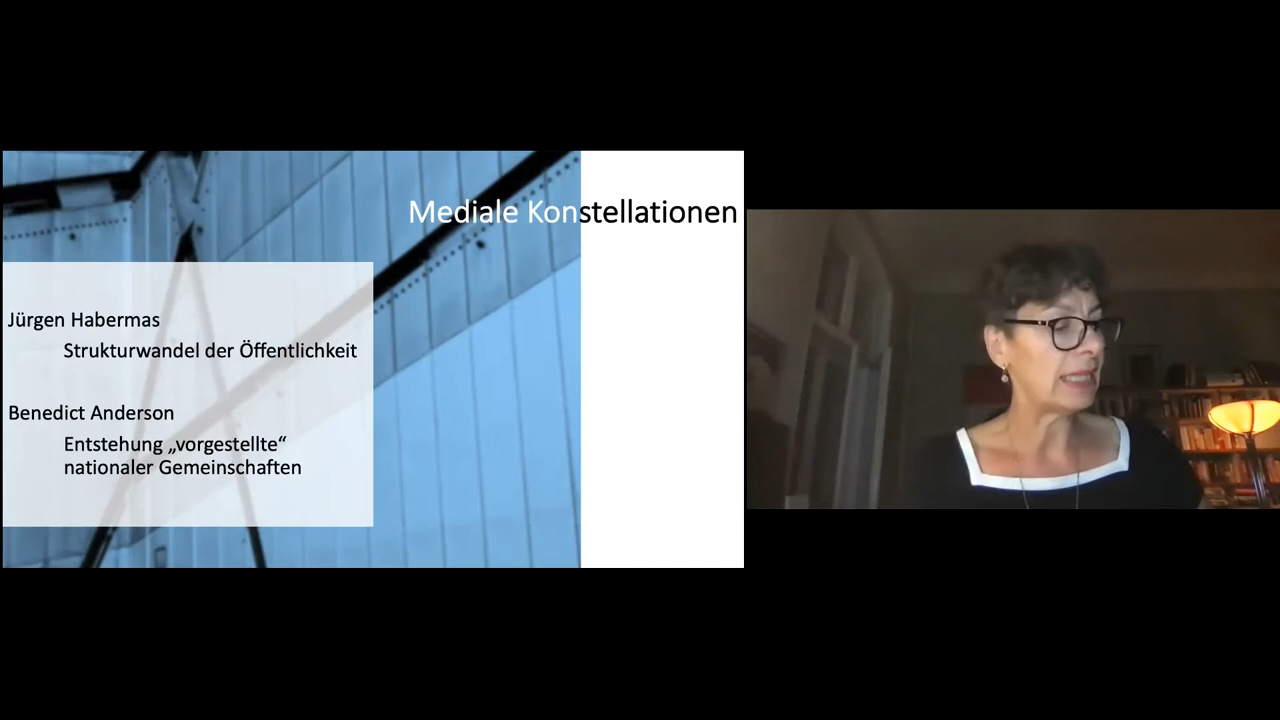 Mediale Konstellationen
Jürgen Habermas
Strukturwandel der Öffentlichkeit
Benedict Anderson
Entstehung „vorgestellte“
nationaler Gemeinschaften